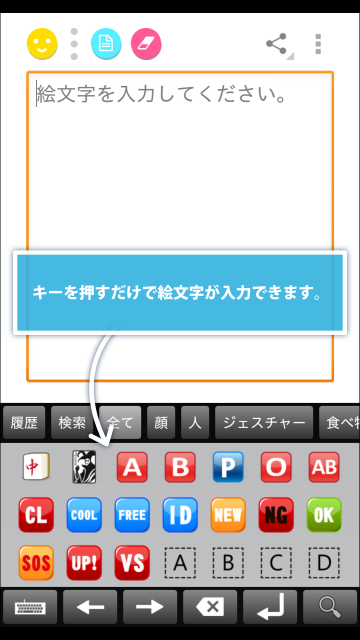 絵文字を入力してください。
キーを押すだけで絵文字が入力できます。
履歴 検索 全て 顔 人 ジェスチャー 食べ物
中 A B P O AB
CL COOL FREE ID NEW NG OK
SOS UP! VS A B C D